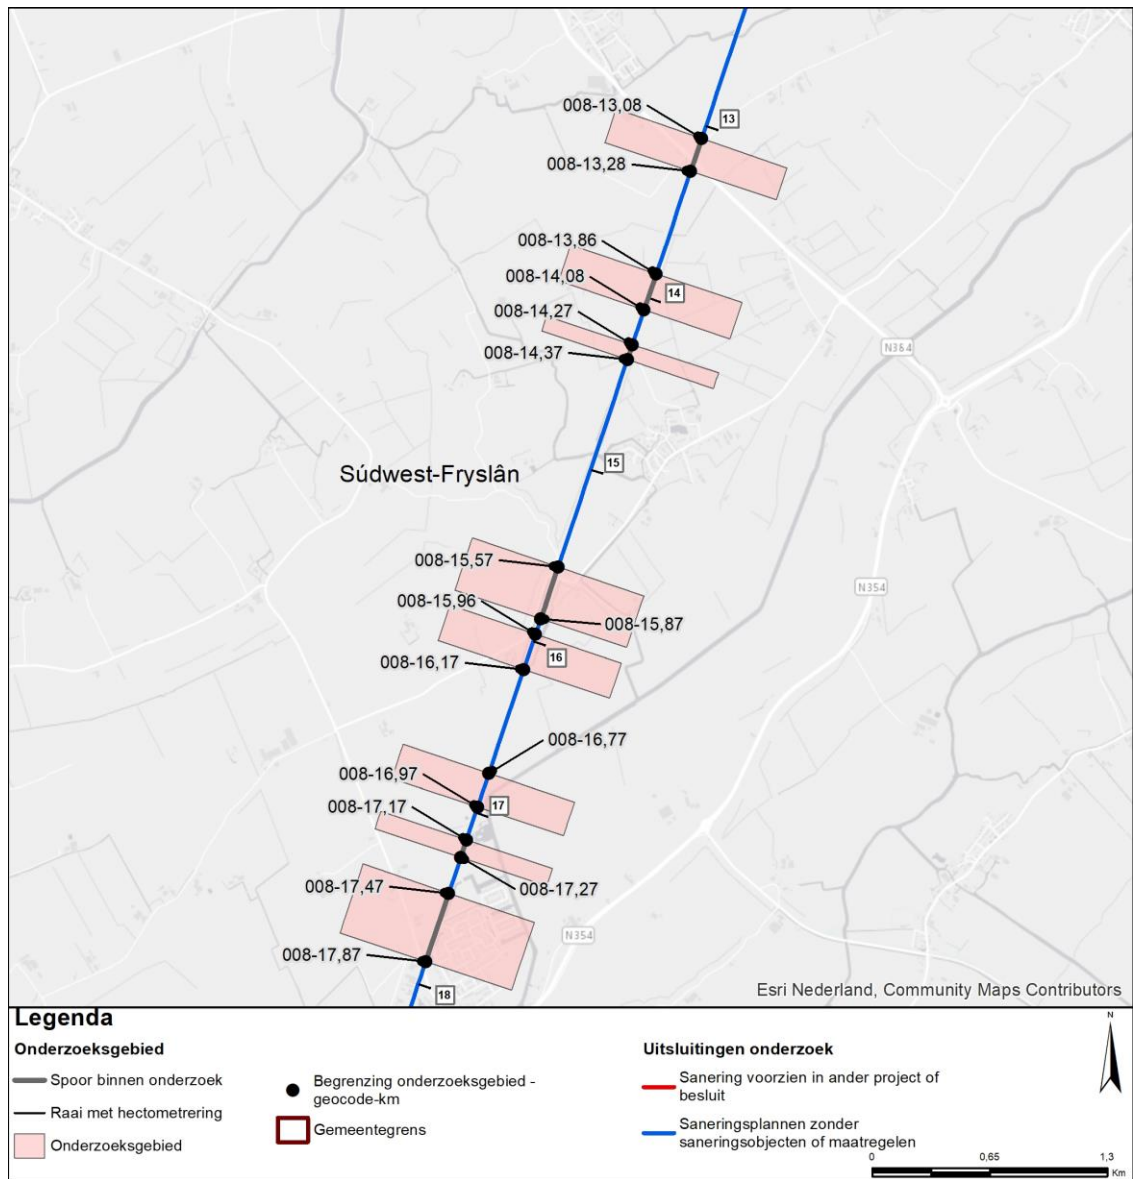 008-13,08
13
008-13,28
008-13,86
008-14,08
14
008-14,27
008-14,37
N384
15
Súdwest-Fryslân
008-15,57
N354
008-15,96
008-15,87
16
008-16,17
008-16,77
008-16,97
17
008-17,17
008-17,47
008-17,27
N354
008-17,87
18
Esri Nederland, Community Maps Contributors
Legenda
Onderzoeksgebied
Spoor binnen onderzoek
Raai met hectometrering
Onderzoeksgebied
Begrenzing onderzoeksgebied -
geocode-km
Gemeentegrens
Uitsluitingen onderzoek
Sanering voorzien in ander project of
besluit
Saneringsplannen zonder
saneringsobjecten of maatregelen
N
0 0,65 1,3
Km